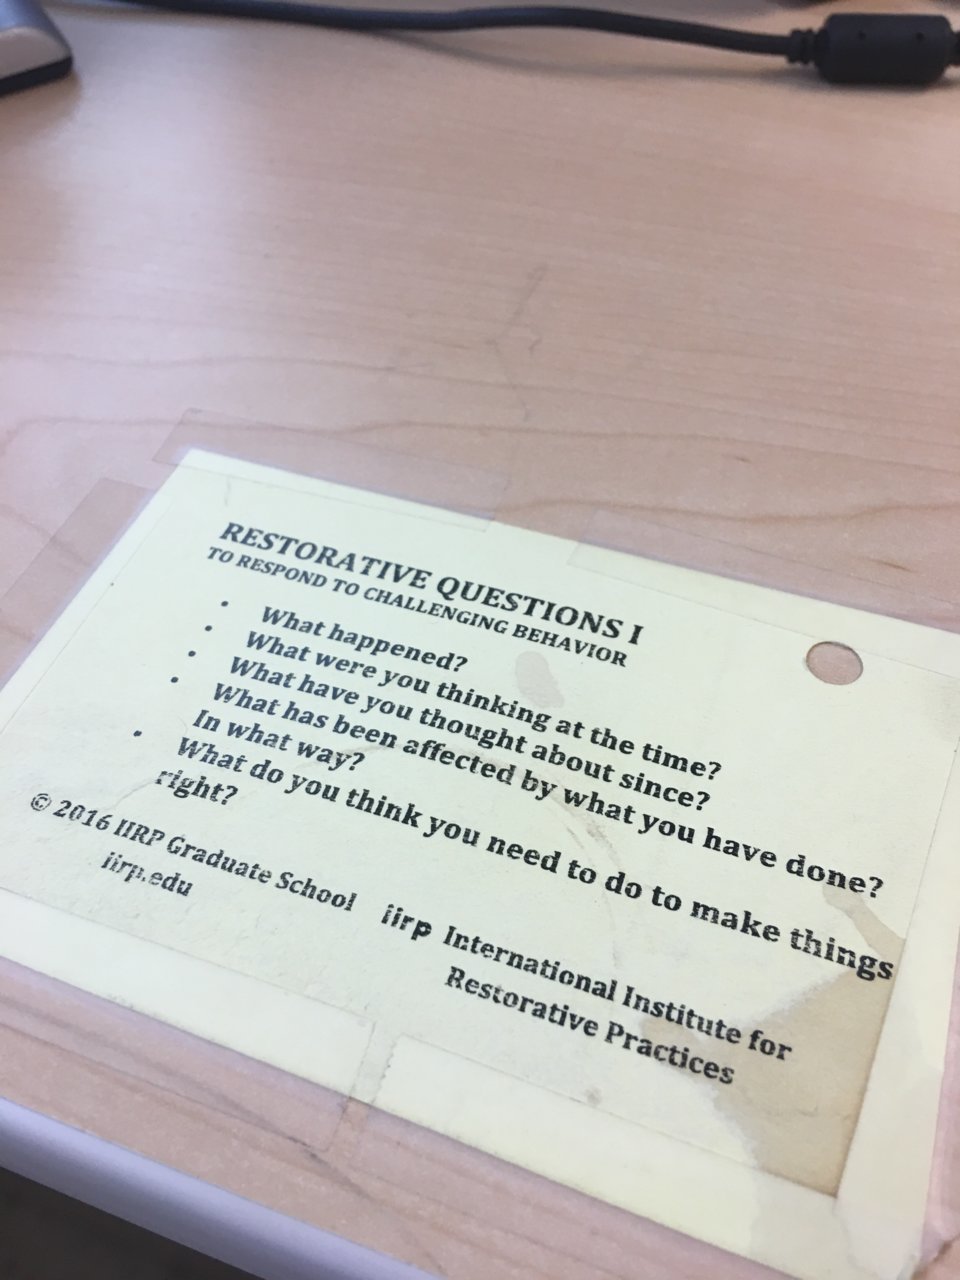 RESTORATIVE QUESTIONS I
TO RESPOND TO CHALLENGING BEHAVIOR
• What happened?
• What were you thinking at the time?
• What have you thought about since?
• What has been affected by what you have done?
In what way?
• What do you think you need to do to make things
right?
© 2016 IIRP Graduate School
iirp.edu
iirp International Institute for
Restorative Practices